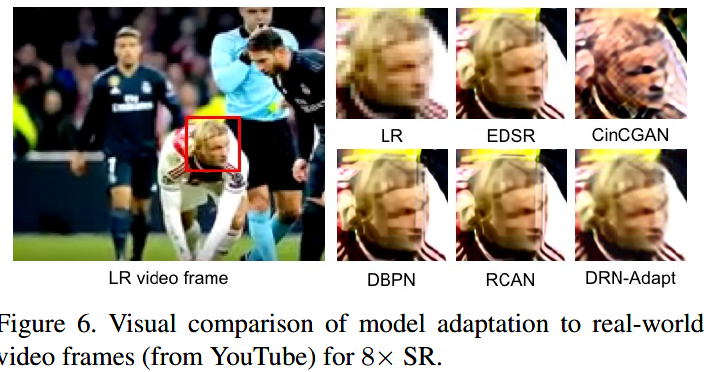 LR
EDSR
CinCGAN
LR video frame
DBPN
RCAN
DRN-Adapt
Figure 6. Visual comparison of model adaptation to real-world
video frames (from YouTube) for 8× SR.